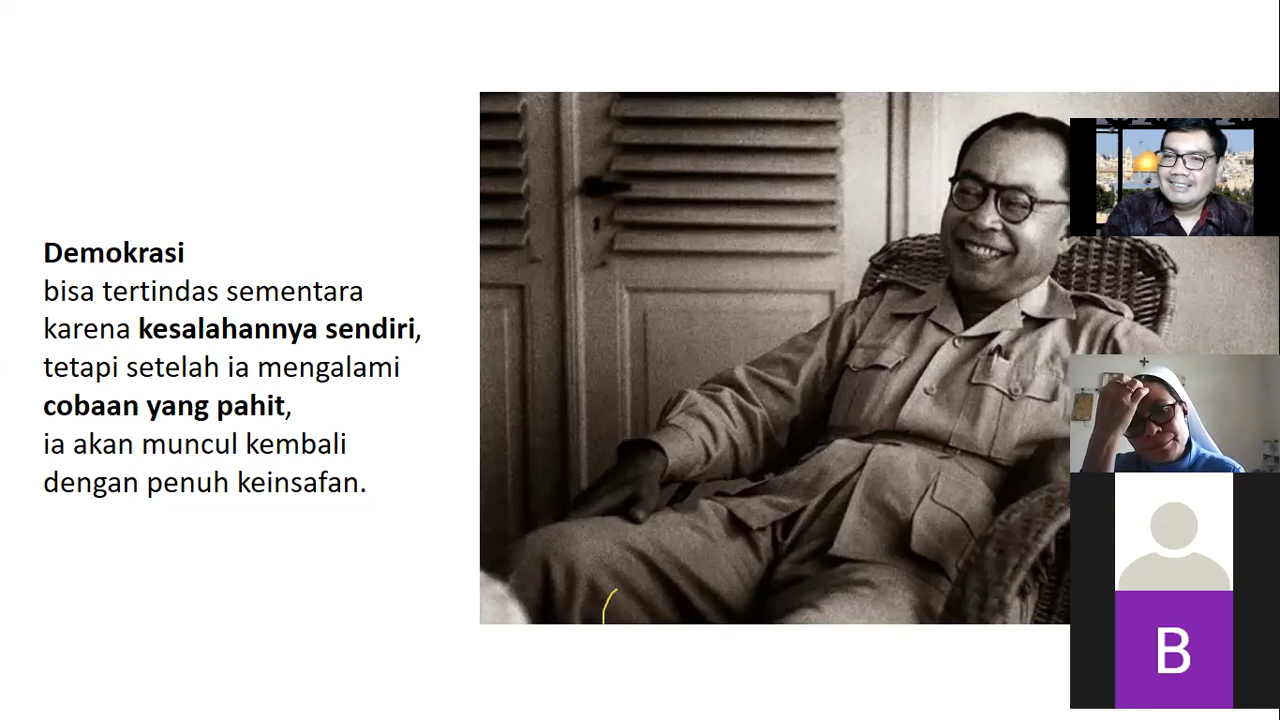 Demokrasi
bisa tertindas sementara
karena kesalahannya sendiri,
tetapi setelah ia mengalami
cobaan yang pahit,
ia akan muncul kembali
dengan penuh keinsafan.
B